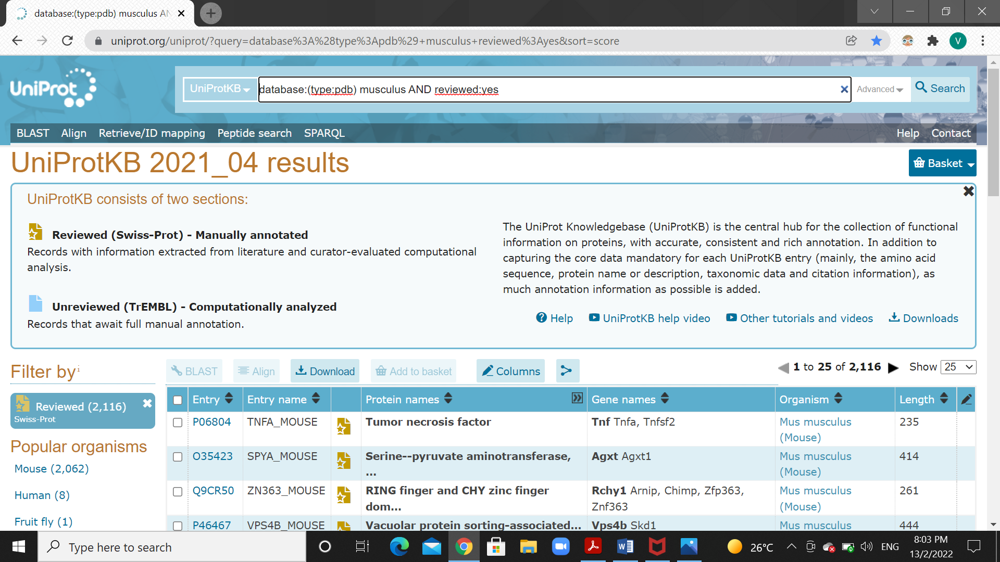 database:(type:pdb) musculus AN
uniprot.org/uniprot/?query=database%3A%28type%3Apdb%29+musculus+reviewed%3Ayes&sort=score
V
UniProt
UniProtKB
database:(type:pdb) musculus AND reviewed:yes
Advanced
Search
BLAST Align Retrieve/ID mapping Peptide search SPARQL Help Contact
UniProtKB 2021_04 results
Basket
UniProtKB consists of two sections:
Reviewed (Swiss-Prot) - Manually annotated
Records with information extracted from literature and curator-evaluated computational
analysis.
Unreviewed (TrEMBL) - Computationally analyzed
Records that await full manual annotation.
The UniProt Knowledgebase (UniProtKB) is the central hub for the collection of functional
information on proteins, with accurate, consistent and rich annotation. In addition to
capturing the core data mandatory for each UniProtKB entry (mainly, the amino acid
sequence, protein name or description, taxonomic data and citation information), as
much annotation information as possible is added.
Help UniProtKB help video Other tutorials and videos Downloads
Filter by i
BLAST Align Download Add to basket Columns
1 to 25 of 2,116 Show 25
Reviewed (2,116)
Swiss-Prot
Popular organisms
Mouse (2,062)
Human (8)
Fruit fly (1)
Entry Entry name Protein names Gene names Organism Length
P06804 TNFA_MOUSE Tumor necrosis factor Tnf Tnfa, Tnfsf2 Mus musculus 235
(Mouse)
O35423 SPYA_MOUSE Serine--pyruvate aminotransferase, Agxt Agxt1 Mus musculus 414
... (Mouse)
Q9CR50 ZN363_MOUSE RING finger and CHY zinc finger Rchy1 Arnip, Chimp, Zfp363, Mus musculus 261
dom... Znf363 (Mouse)
P46467 VPS4B_MOUSE Vacuolar protein sorting-associated... Vps4b Skd1 Mus musculus 444
Type here to search
26°C
ENG
8:03 PM
13/2/2022